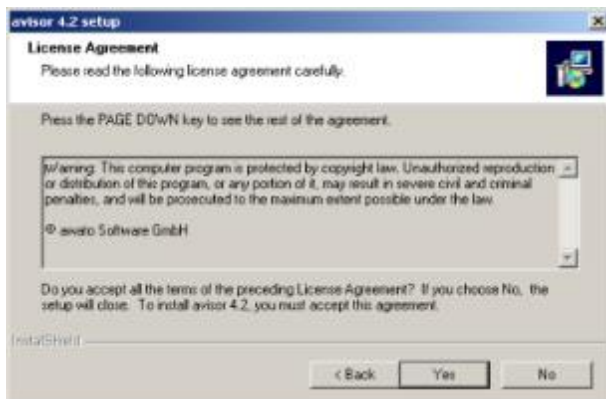 avisor 4.2 setup
License Agreement
Please read the following license agreement carefully.
Press the PAGE DOWN key to see the rest of the agreement.
Warning: This computer program is protected by copyright law. Unauthorized reproduction
or distribution of this program, or any portion of it, may result in severe civil and criminal
penalties, and will be prosecuted to the maximum extent possible under the law.
© awato Software GmbH
Do you accept all the terms of the preceding License Agreement? If you choose No, the
setup will close. To install avisor 4.2, you must accept this agreement.
InstallShield
< Back
Yes
No